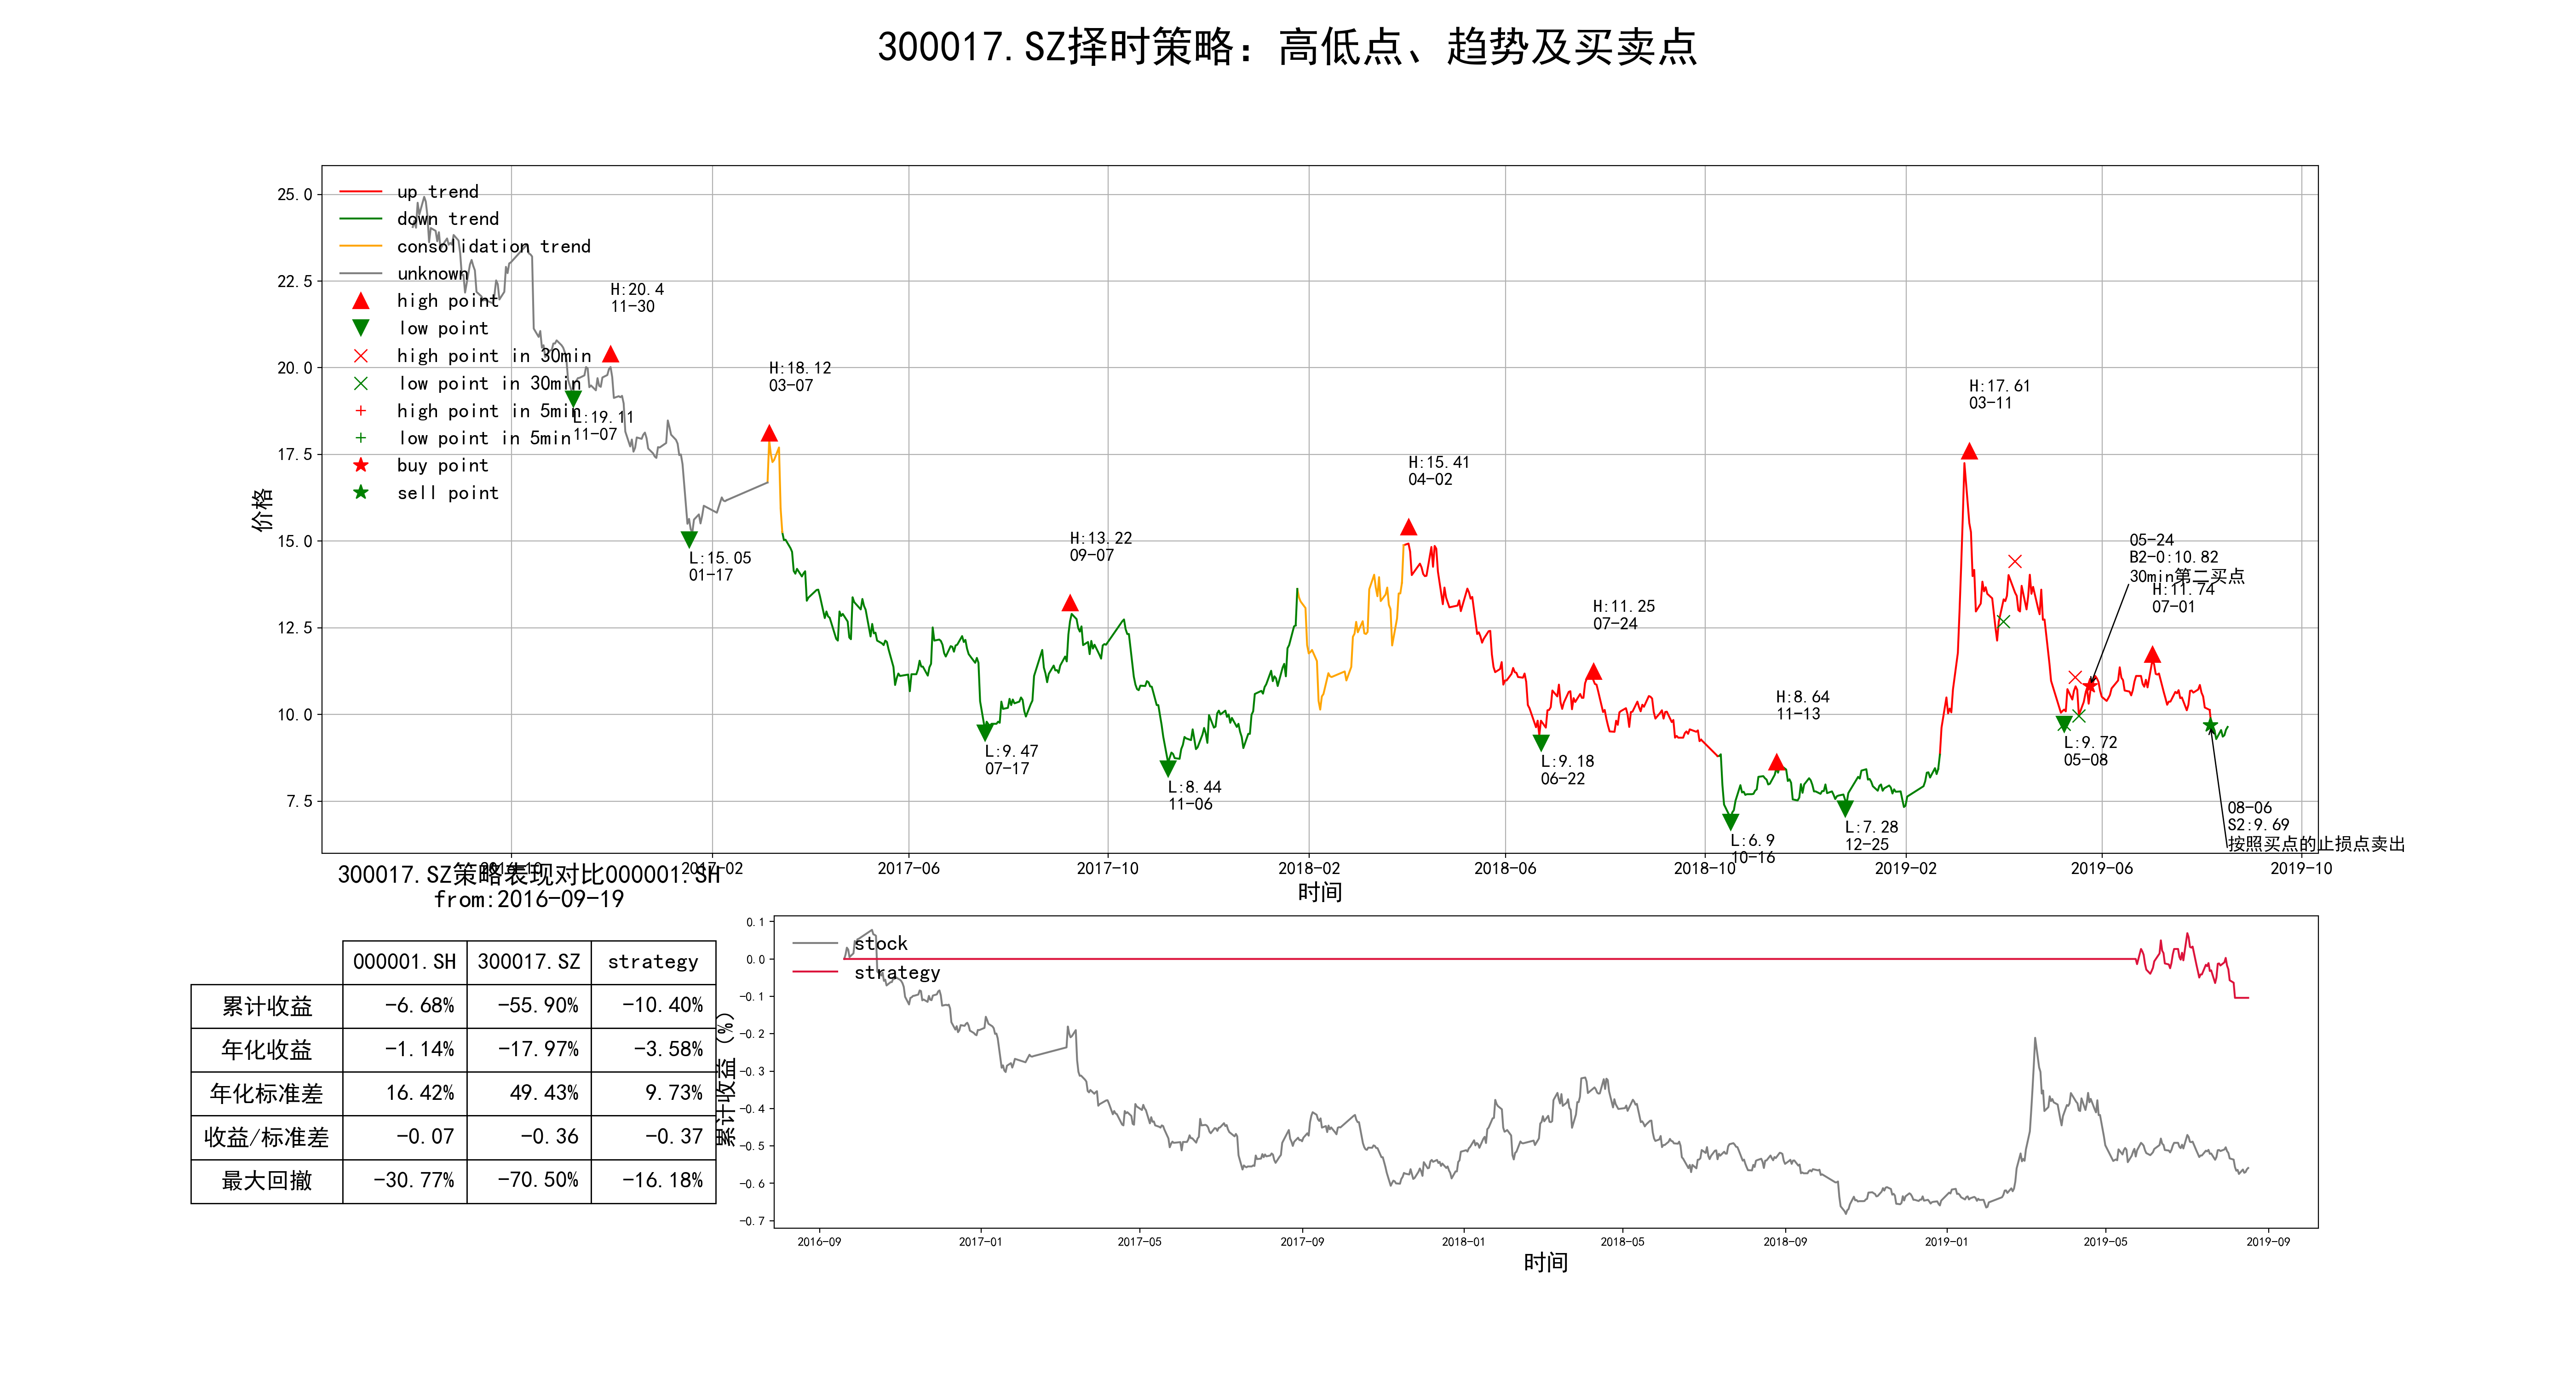 300017.SZ择时策略：高低点、趋势及买卖点
up trend
down trend
consolidation trend
unknown
high point
low point
high point in 30min
low point in 30min
high point in 5min
low point in 5min
buy point
sell point
价格
25.0
22.5
20.0
17.5
15.0
12.5
10.0
7.5
H:20.4
11-30
L:19.11
11-07
H:18.12
03-07
L:15.05
01-17
H:13.22
09-07
L:9.47
07-17
L:8.44
11-06
H:15.41
04-02
L:9.18
06-22
H:11.25
07-24
H:8.64
11-13
L:6.9
10-16
L:7.28
12-25
H:17.61
03-11
05-24
B2-0:10.82
30min第二买点
H:11.74
07-01
L:9.72
05-08
08-06
S2:9.69
按照买点的止损点卖出
2016-10
2017-02
2017-06
2017-10
2018-02
2018-06
2018-10
2019-02
2019-06
2019-10
时间
300017.SZ策略表现对比000001.SH
from:2016-09-19
000001.SH 300017.SZ strategy
累计收益 -6.68% -55.90% -10.40%
年化收益 -1.14% -17.97% -3.58%
年化标准差 16.42% 49.43% 9.73%
收益/标准差 -0.07 -0.36 -0.37
最大回撤 -30.77% -70.50% -16.18%
累计收益（%）
0.1
0.0
-0.1
-0.2
-0.3
-0.4
-0.5
-0.6
-0.7
stock
strategy
2016-09
2017-01
2017-05
2017-09
2018-01
2018-05
2018-09
2019-01
2019-05
2019-09
时间